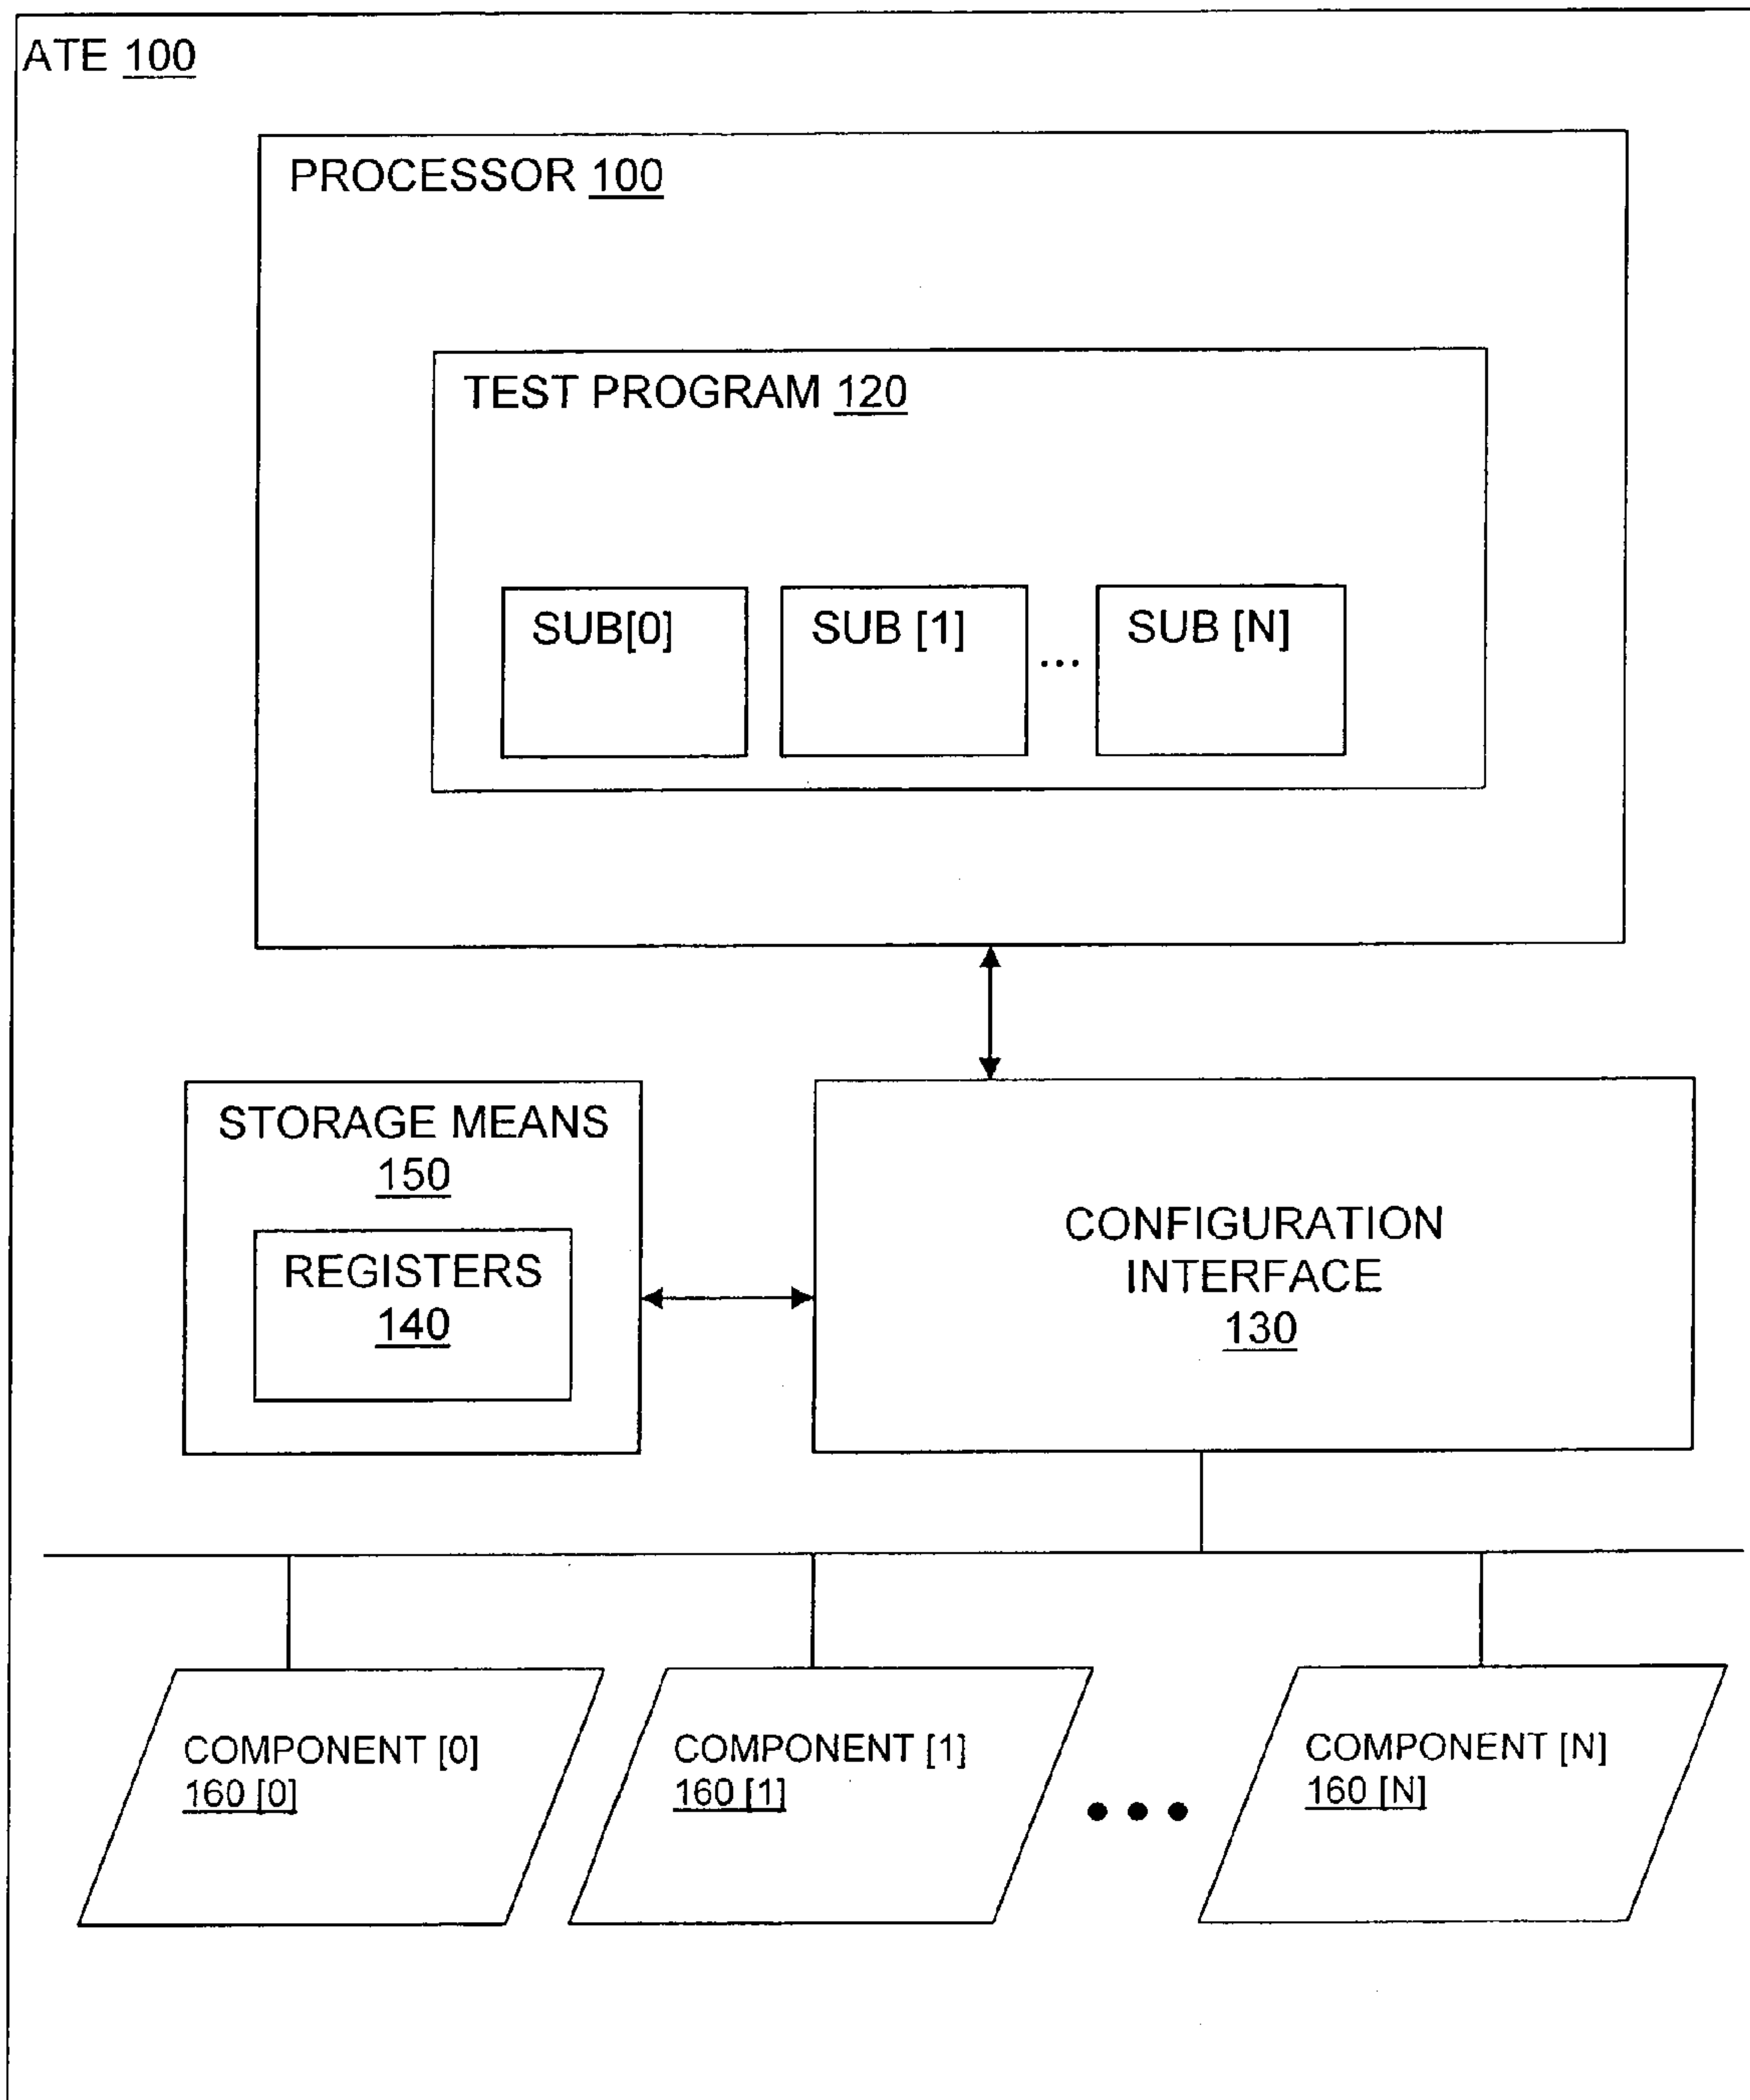 ATE 100
PROCESSOR 100
TEST PROGRAM 120
SUB[0]
SUB [1]
...
SUB [N]
STORAGE MEANS
150
REGISTERS
140
CONFIGURATION
INTERFACE
130
COMPONENT [0]
160 [0]
COMPONENT [1]
160 [1]
COMPONENT [N]
160 [N]